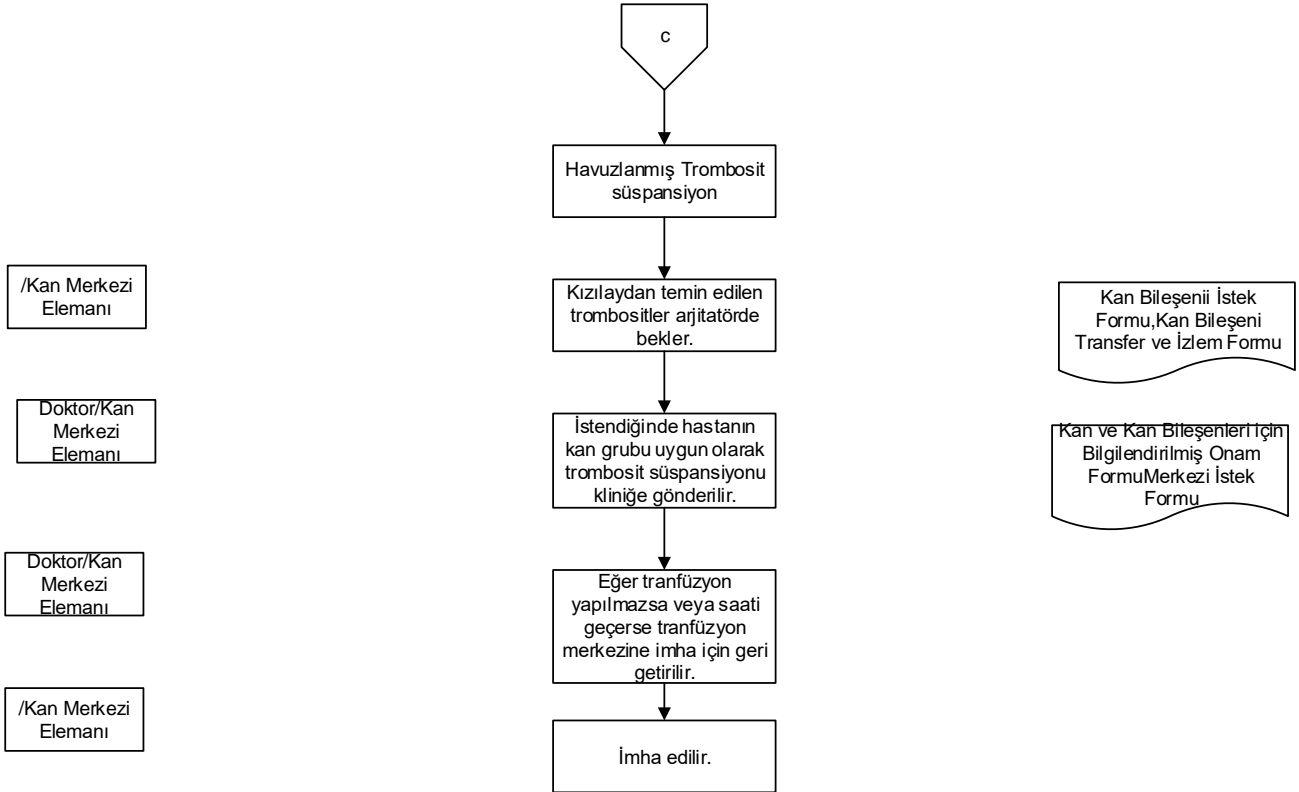 c
Havuzlanmış Trombosit
süspansiyon
/Kan Merkezi
Elemanı
Kızılaydan temin edilen
trombositler arjitatörde
bekler.
Kan Bileşenii İstek
Formu,Kan Bileşeni
Transfer ve İzlem Formu
Doktor/Kan
Merkezi
Elemanı
İstendiğinde hastanın
kan grubu uygun olarak
trombosit süspansiyonu
kliniğe gönderilir.
Kan ve Kan Bileşenleri için
Bilgilendirilmiş Onam
FormuMerkezi İstek
Formu
Doktor/Kan
Merkezi
Elemanı
Eğer tranfüzyon
yapılmazsa veya saati
geçerse tranfüzyon
merkezine imha için geri
getirilir.
/Kan Merkezi
Elemanı
İmha edilir.